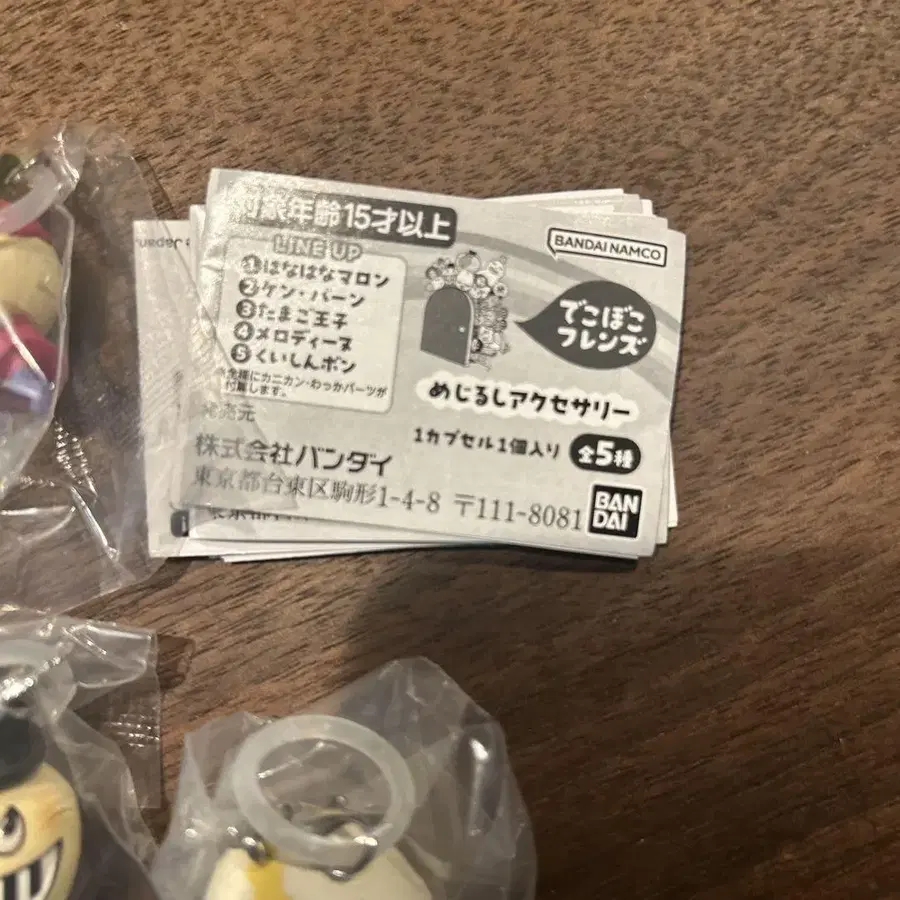 対象年齢15才以上
BANDAI NAMCO
LINE UP
①はなはなマロン
②ケン・バーン
③たまご王子
④メロディーヌ
⑤くいしんボン
全種にカニカン・わっかパーツが
付属します。
でこぼこ
フレンズ
めじるしアクセサリー
1カプセル1個入り 全5種
発売元
株式会社バンダイ
東京都台東区駒形1-4-8 〒111-8081
BAN
DAI